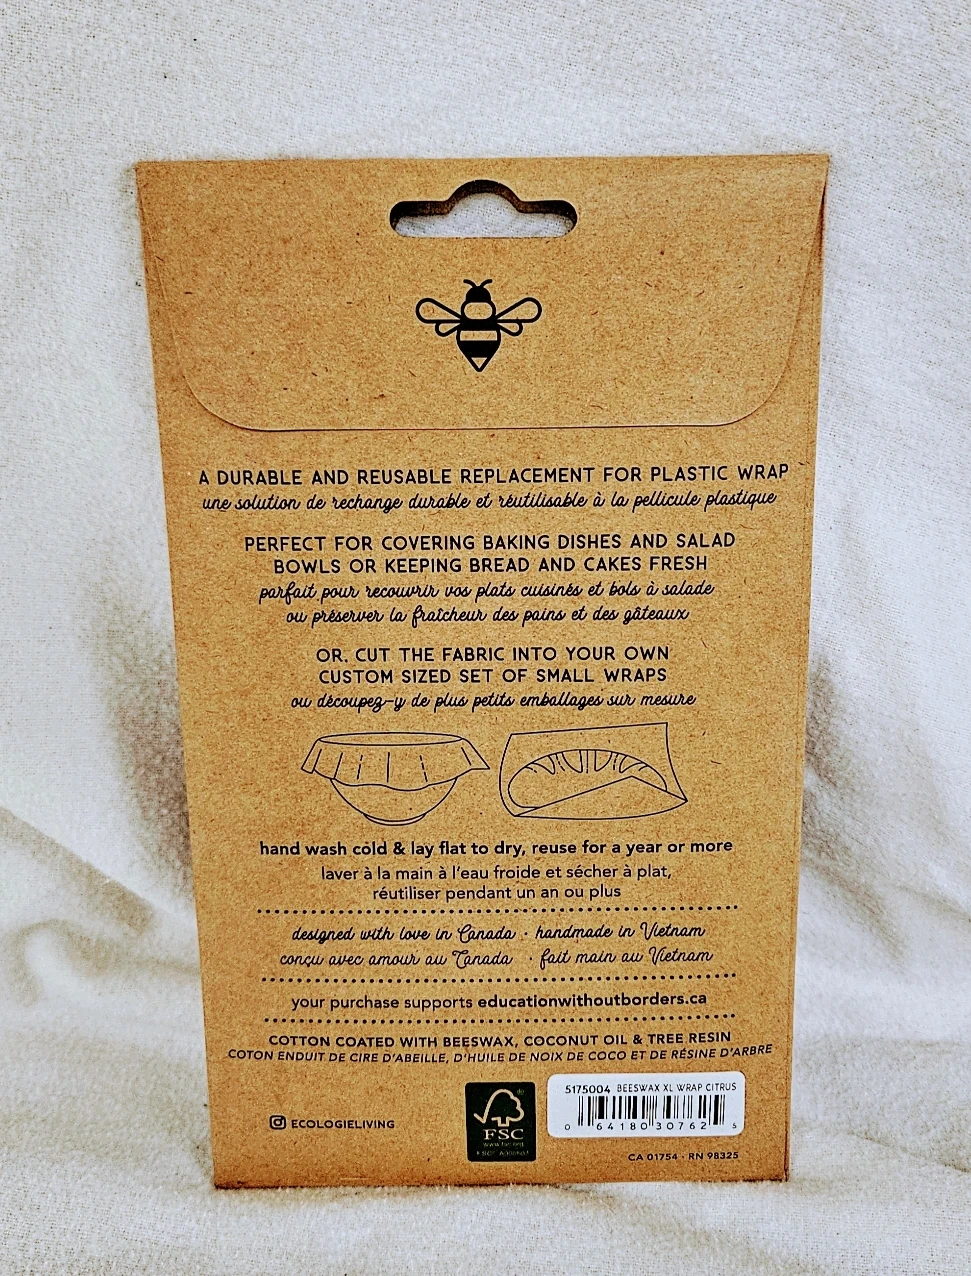 A DURABLE AND REUSABLE REPLACEMENT FOR PLASTIC WRAP
une solution de rechange durable et réutilisable à la pellicule plastique
PERFECT FOR COVERING BAKING DISHES AND SALAD
BOWLS OR KEEPING BREAD AND CAKES FRESH
parfait pour recouvrir vos plats cuisinés et bols à salade
ou préserver la fraîcheur des pains et des gâteaux
OR, CUT THE FABRIC INTO YOUR OWN
CUSTOM SIZED SET OF SMALL WRAPS
ou découpez-y de plus petits emballages sur mesure
hand wash cold & lay flat to dry, reuse for a year or more
laver à la main à l'eau froide et sécher à plat,
réutiliser pendant un an ou plus
designed with love in Canada · handmade in Vietnam
conçu avec amour au Canada · fait main au Vietnam
your purchase supports educationwithoutborders.ca
COTTON COATED WITH BEESWAX, COCONUT OIL & TREE RESIN
COTON ENDUIT DE CIRE D'ABEILLE, D'HUILE DE NOIX DE COCO ET DE RÉSINE D'ARBRE
ECOLOGIELIVING
FSC
www.fsc.org
5175004 BEESWAX XL WRAP CITRUS
0 64180 30762 5
CA 01754 · RN 98325